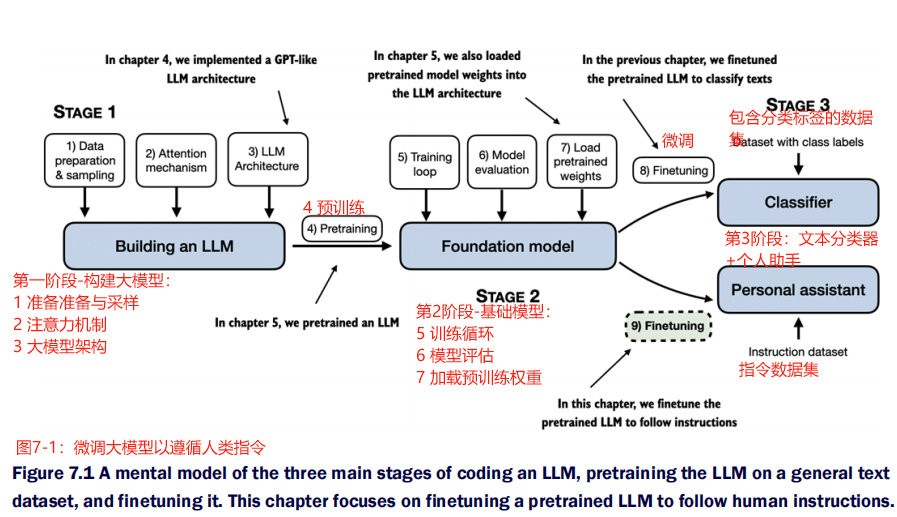 In chapter 4, we implemented a GPT-like
LLM architecture
In chapter 5, we also loaded
pretrained model weights into
the LLM architecture
In the previous chapter, we finetuned
the pretrained LLM to classify texts
STAGE 1
STAGE 3
包含分类标签的数据
集
Dataset with class labels
1) Data
preparation
& sampling
2) Attention
mechanism
3) LLM
Architecture
5) Training
loop
6) Model
evaluation
7) Load
pretrained
weights
微调
8) Finetuning
4 预训练
4) Pretraining
Building an LLM
Foundation model
Classifier
第3阶段：文本分类器
+个人助手
Personal assistant
第一阶段-构建大模型：
1 准备准备与采样
2 注意力机制
3 大模型架构
In chapter 5, we pretrained an LLM
STAGE 2
第2阶段-基础模型：
5 训练循环
6 模型评估
7 加载预训练权重
9) Finetuning
Instruction dataset
指令数据集
In this chapter, we finetune the
pretrained LLM to follow instructions
图7-1：微调大模型以遵循人类指令
Figure 7.1 A mental model of the three main stages of coding an LLM, pretraining the LLM on a general text
dataset, and finetuning it. This chapter focuses on finetuning a pretrained LLM to follow human instructions.